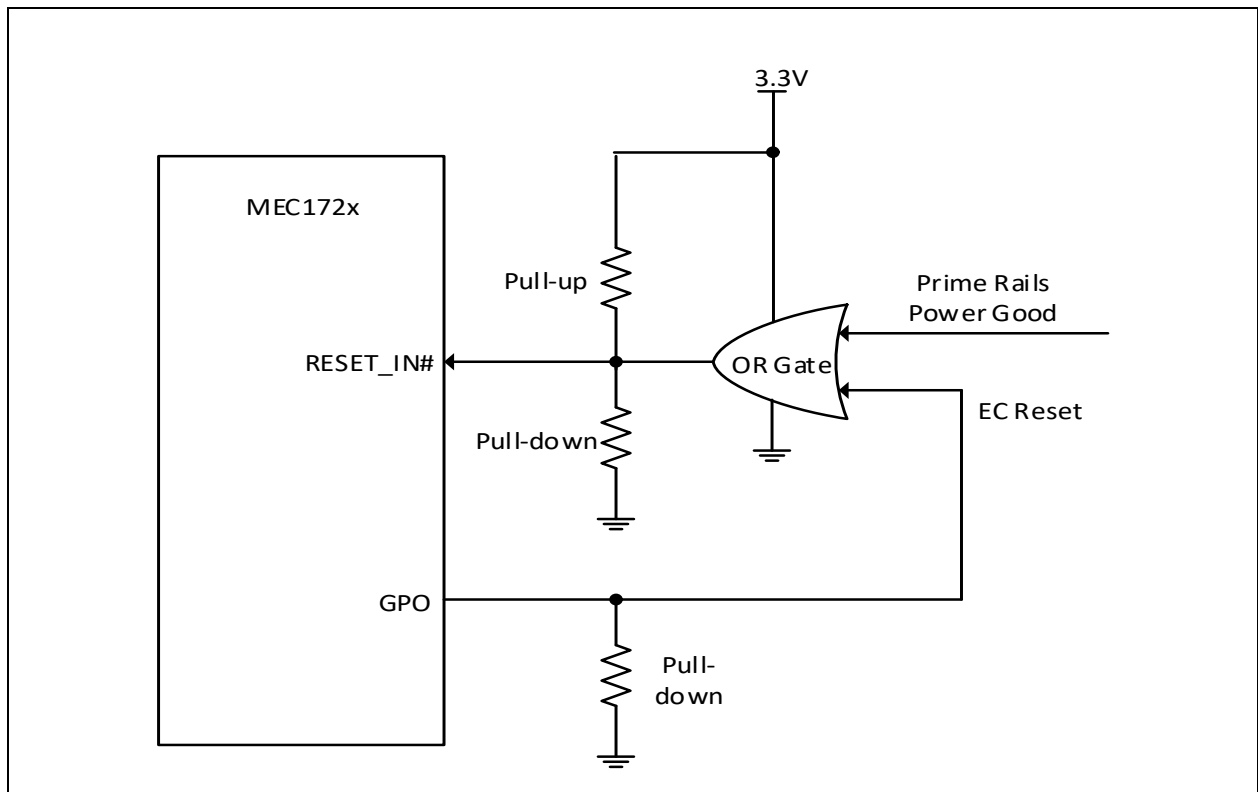 3.3V
MEC172x
Pull-up
Prime Rails
Power Good
RESET_IN#
OR Gate
EC Reset
Pull-down
GPO
Pull-
down